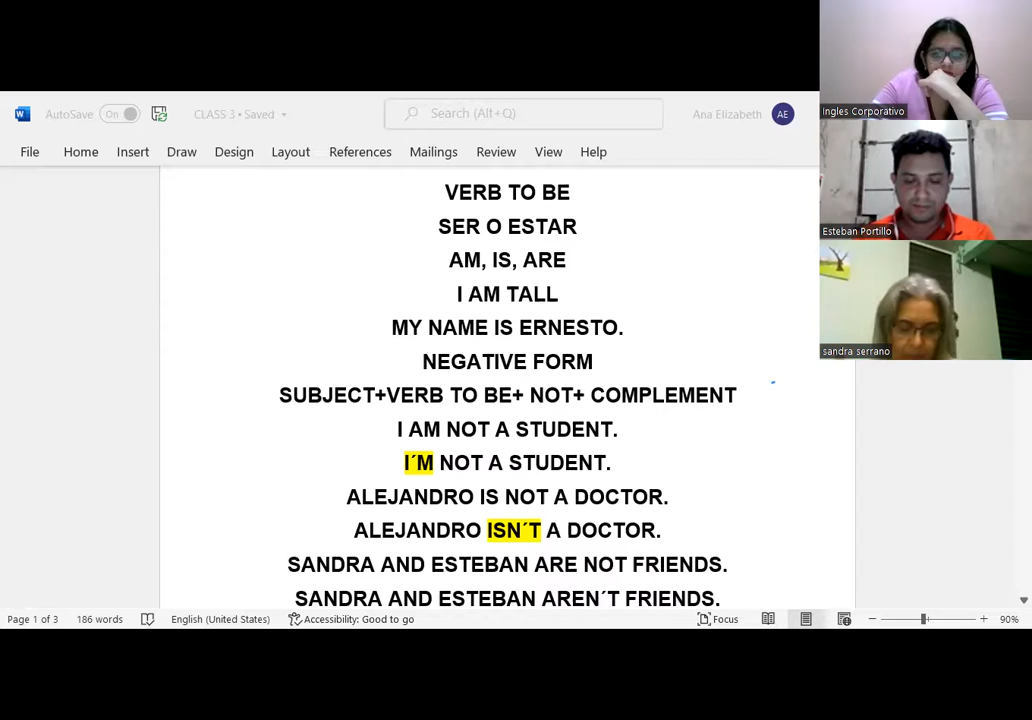 AutoSave On CLASS 3 • Saved Search (Alt+Q) Ana Elizabeth AE
File Home Insert Draw Design Layout References Mailings Review View Help
VERB TO BE
SER O ESTAR
AM, IS, ARE
I AM TALL
MY NAME IS ERNESTO.
NEGATIVE FORM
SUBJECT+VERB TO BE+ NOT+ COMPLEMENT
I AM NOT A STUDENT.
I´M NOT A STUDENT.
ALEJANDRO IS NOT A DOCTOR.
ALEJANDRO ISN´T A DOCTOR.
SANDRA AND ESTEBAN ARE NOT FRIENDS.
SANDRA AND ESTEBAN AREN´T FRIENDS.
Page 1 of 3 186 words English (United States) Accessibility: Good to go Focus 90%
Ingles Corporativo
Esteban Portillo
sandra serrano